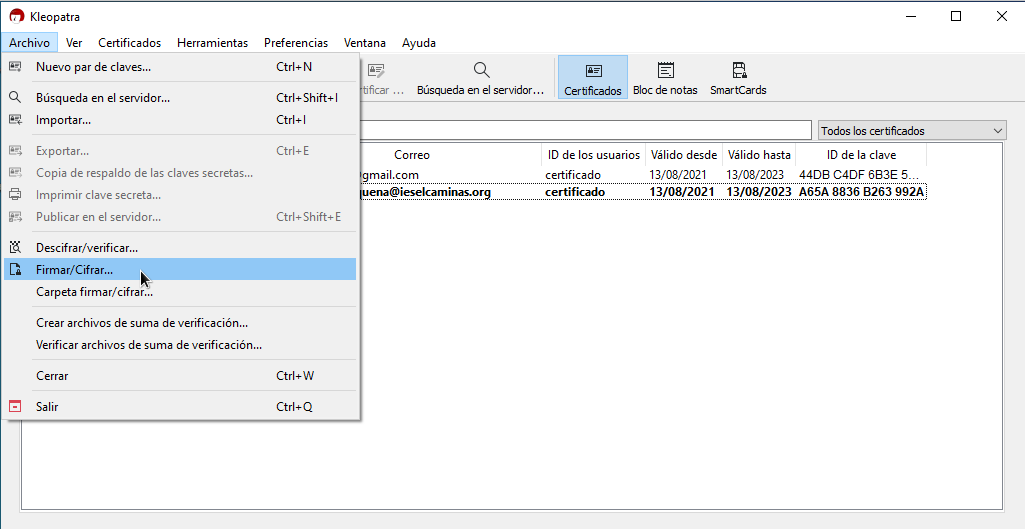 Kleopatra
Archivo Ver Certificados Herramientas Preferencias Ventana Ayuda
Nuevo par de claves... Ctrl+N
Búsqueda en el servidor... Ctrl+Shift+I
Importar... Ctrl+I
Exportar... Ctrl+E
Copia de respaldo de las claves secretas...
Imprimir clave secreta...
Publicar en el servidor... Ctrl+Shift+E
Descifrar/verificar...
Firmar/Cifrar...
Carpeta firmar/cifrar...
Crear archivos de suma de verificación...
Verificar archivos de suma de verificación...
Cerrar Ctrl+W
Salir Ctrl+Q
rtificar ... Búsqueda en el servidor... Certificados Bloc de notas SmartCards
Todos los certificados
Correo ID de los usuarios Válido desde Válido hasta ID de la clave
@gmail.com certificado 13/08/2021 13/08/2023 44DB C4DF 6B3E 5...
uena@ieselcaminas.org certificado 13/08/2021 13/08/2023 A65A 8836 B263 992A